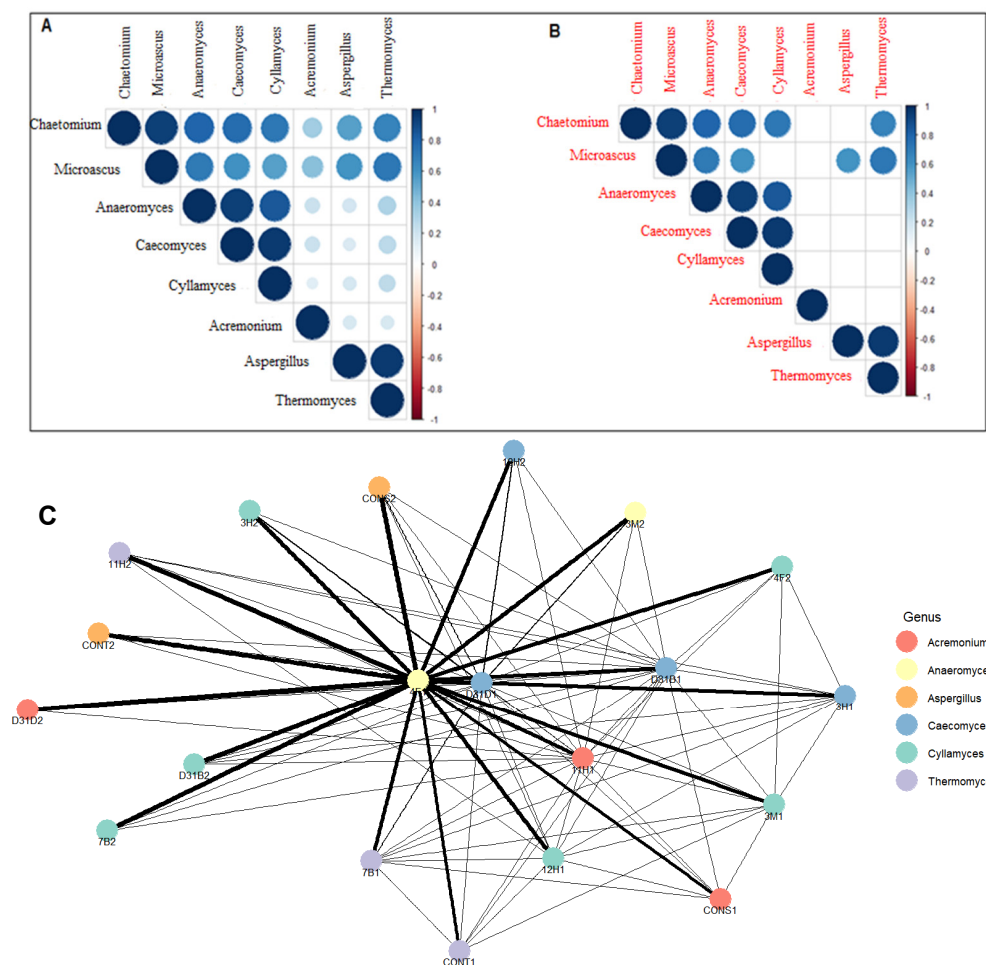 A
Chaetomium
Microascus
Anaeromyces
Caecomyces
Cyllamyces
Acremonium
Aspergillus
Thermomyces
Chaetomium
Microascus
Anaeromyces
Caecomyces
Cyllamyces
Acremonium
Aspergillus
Thermomyces
1
0.8
0.6
0.4
0.2
0
-0.2
-0.4
-0.6
-0.8
-1
B
Chaetomium
Microascus
Anaeromyces
Caecomyces
Cyllamyces
Acremonium
Aspergillus
Thermomyces
Chaetomium
Microascus
Anaeromyces
Caecomyces
Cyllamyces
Acremonium
Aspergillus
Thermomyces
1
0.8
0.6
0.4
0.2
0
-0.2
-0.4
-0.6
-0.8
-1
C
CONS2
3H2
3M2
11H2
4F2
CONT2
D31D1
D31B1
3H1
D31D2
11H1
D31B2
3M1
7B2
7B1
12H1
CONS1
CONT1
Genus
Acremonium
Anaeromyce
Aspergillus
Caecomyce
Cyllamyces
Thermomyc